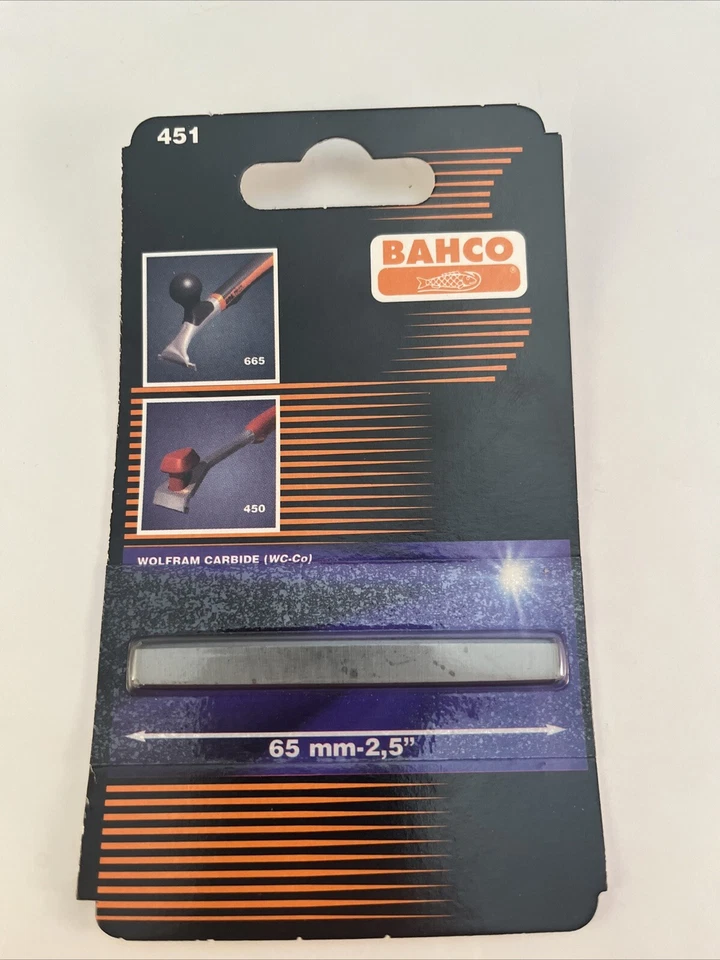 451
BAHCO
665
450
WOLFRAM CARBIDE (WC-Co)
65 mm-2,5”